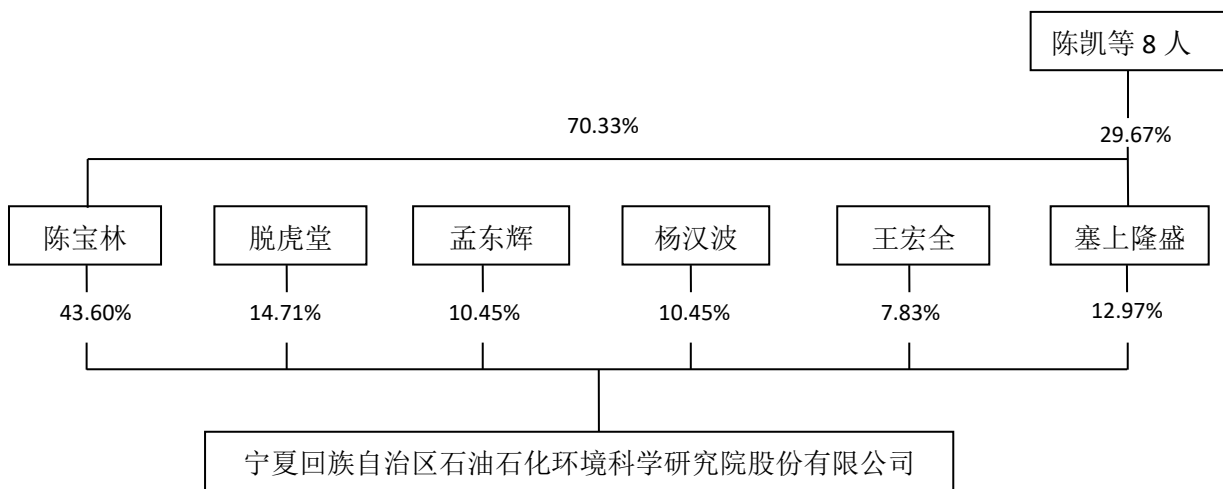 陈凯等 8 人
70.33%
29.67%
陈宝林
脱虎堂
孟东辉
杨汉波
王宏全
塞上隆盛
43.60%
14.71%
10.45%
10.45%
7.83%
12.97%
宁夏回族自治区石油石化环境科学研究院股份有限公司